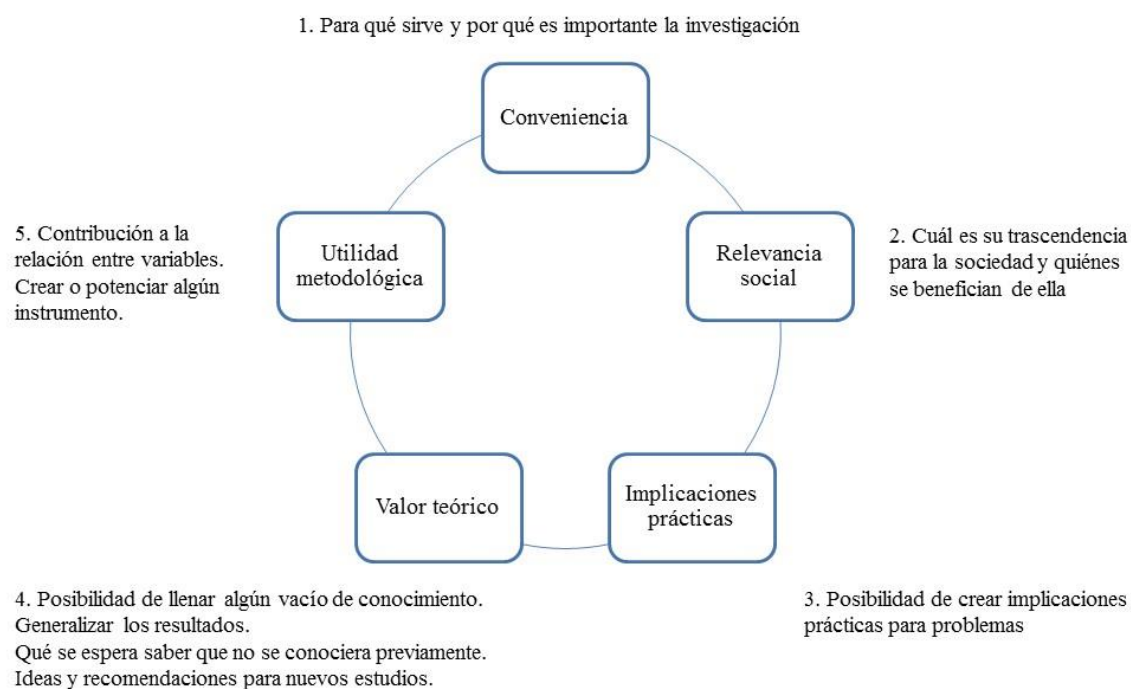 1. Para qué sirve y por qué es importante la investigación
Conveniencia
Relevancia
social
2. Cuál es su trascendencia
para la sociedad y quiénes
se benefician de ella
Implicaciones
prácticas
3. Posibilidad de crear implicaciones
prácticas para problemas
Valor teórico
4. Posibilidad de llenar algún vacío de conocimiento.
Generalizar los resultados.
Qué se espera saber que no se conociera previamente.
Ideas y recomendaciones para nuevos estudios.
Utilidad
metodológica
5. Contribución a la
relación entre variables.
Crear o potenciar algún
instrumento.